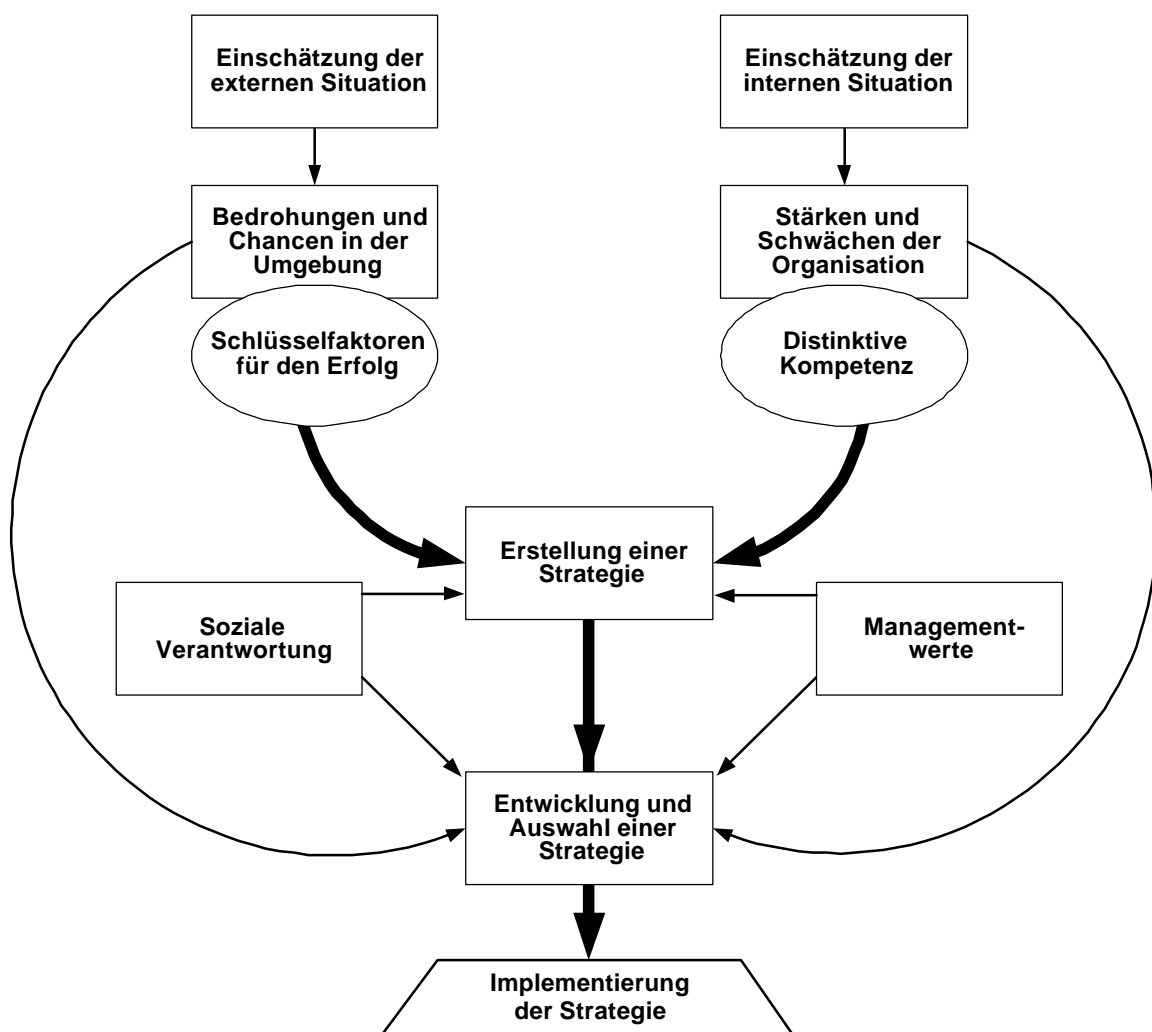 Einschätzung der
externen Situation
Einschätzung der
internen Situation
Bedrohungen und
Chancen in der
Umgebung
Stärken und
Schwächen der
Organisation
Schlüsselfaktoren
für den Erfolg
Distinktive
Kompetenz
Erstellung einer
Strategie
Soziale
Verantwortung
Management-
werte
Entwicklung und
Auswahl einer
Strategie
Implementierung
der Strategie